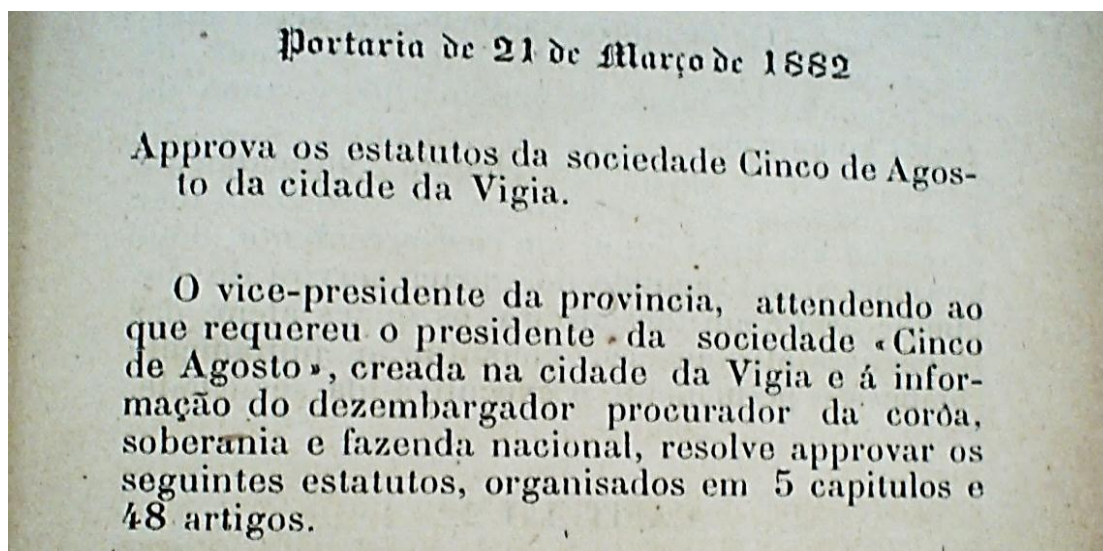 Portaria de 21 de Março de 1882
Approva os estatutos da sociedade Cinco de Agos-
to da cidade da Vigia.
O vice-presidente da provincia, attendendo ao
que requereu o presidente da sociedade «Cinco
de Agosto», creada na cidade da Vigia e á infor-
mação do dezembargador procurador da corôa,
soberania e fazenda nacional, resolve approvar os
seguintes estatutos, organisados em 5 capitulos e
48 artigos.